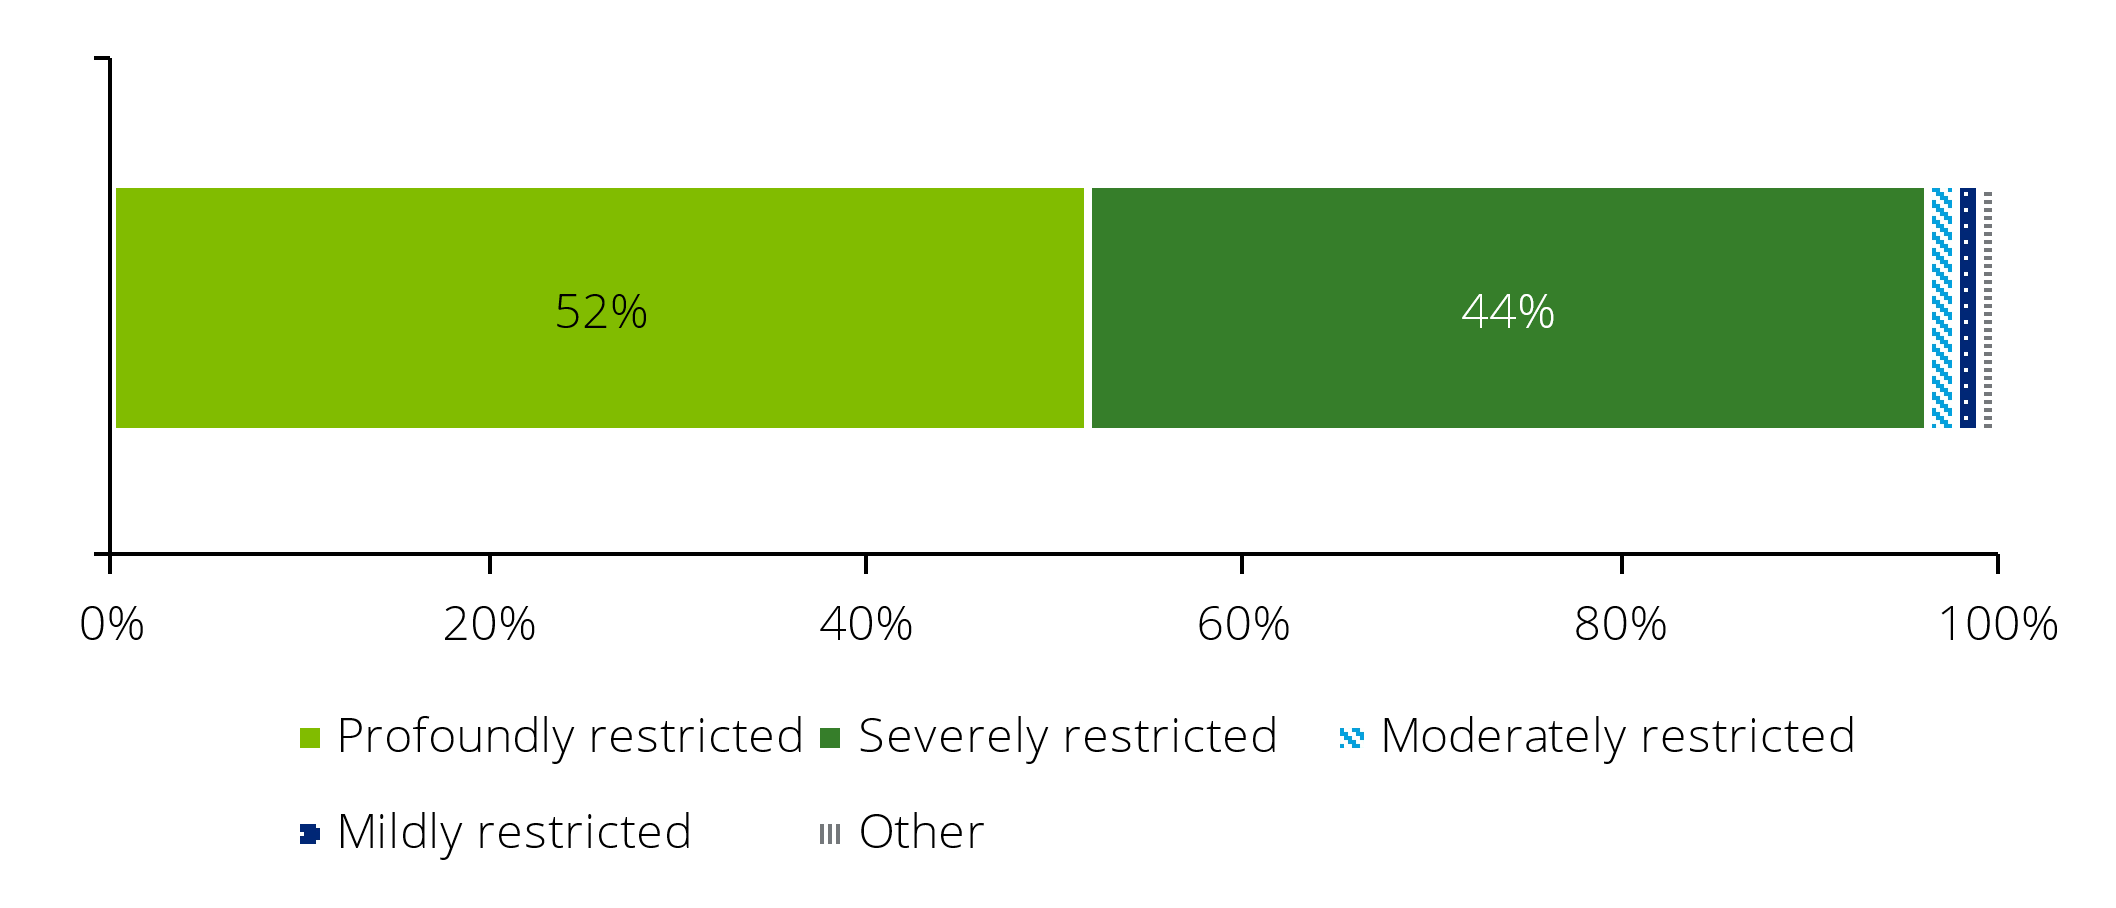 52% 44%
0% 20% 40% 60% 80% 100%
Profoundly restricted Severely restricted Moderately restricted
Mildly restricted Other